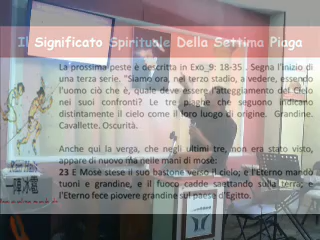 Il Significato Spirituale Della Settima Piaga
La prossima peste è descritta in Exo_9: 18-35 . Segna l'inizio di
una terza serie. "Siamo ora, nel terzo stadio, a vedere, essendo
l'uomo ciò che è, quale deve essere l'atteggiamento del Cielo
nei suoi confronti? Le tre piaghe che seguono indicano
distintamente il cielo come il loro luogo di origine. Grandine.
Cavallette. Oscurità.
Anche qui la verga, che negli ultimi tre, non era stato visto,
appare di nuovo ma nelle mani di mosè:
23 E Mosè stese il suo bastone verso il cielo; e l'Eterno mandò
tuoni e grandine, e il fuoco cadde saettando sulla terra; e
l'Eterno fece piovere grandine sul paese d'Egitto.